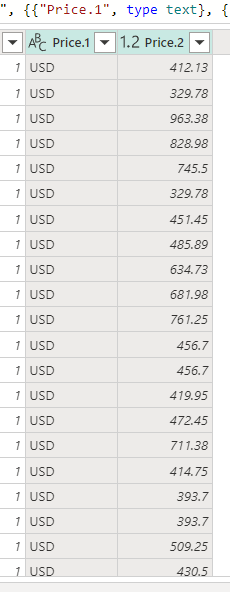 ", {{"Price.1", type text}, {
ABC Price.1 1.2 Price.2
1 USD 412.13
1 USD 329.78
1 USD 963.38
1 USD 828.98
1 USD 745.5
1 USD 329.78
1 USD 451.45
1 USD 485.89
1 USD 634.73
1 USD 681.98
1 USD 761.25
1 USD 456.7
1 USD 456.7
1 USD 419.95
1 USD 472.45
1 USD 711.38
1 USD 414.75
1 USD 393.7
1 USD 393.7
1 USD 509.25
1 USD 430.5